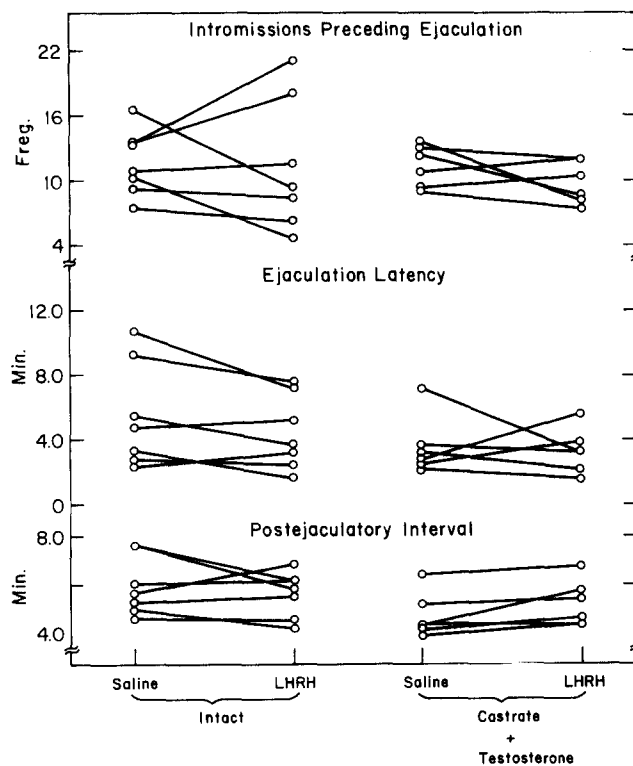 Intromissions Preceding Ejaculation
22
16
10
4
Freg.
Ejaculation Latency
12.0
8.0
4.0
0
Min.
Postejaculatory Interval
8.0
4.0
Min.
Saline LHRH Saline LHRH
Intact Castrate
+
Testosterone